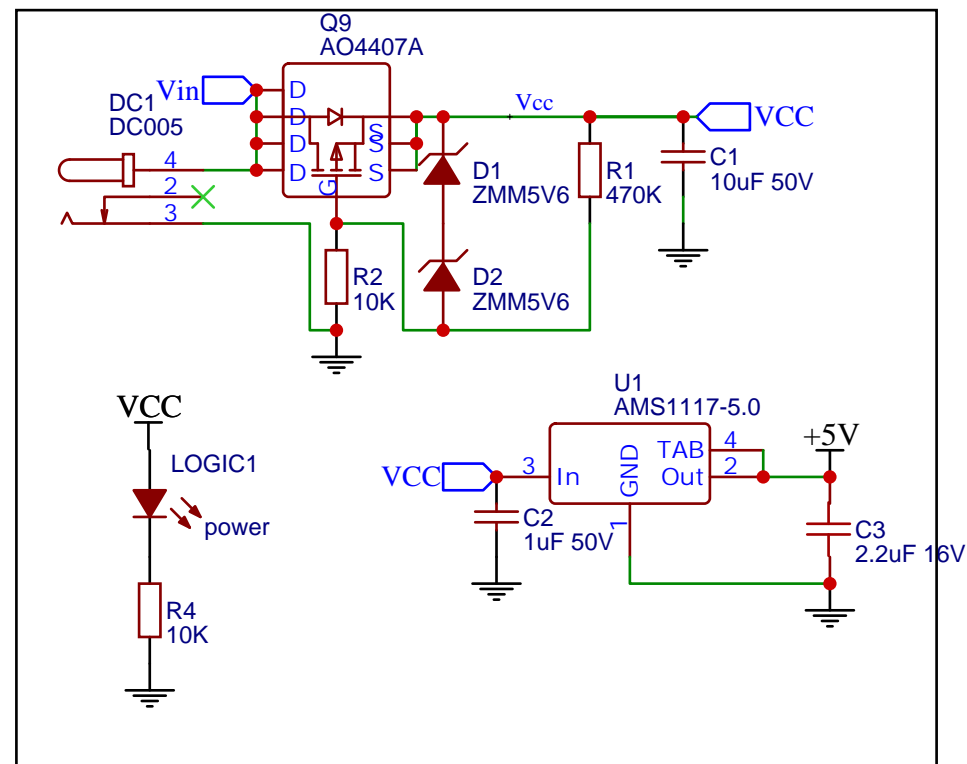 Q9
AO4407A
Vin
DC1
DC005
D
D
D
D
S
S
S
G
4
2
3
Vcc
VCC
D1
ZMM5V6
R1
470K
C1
10uF 50V
R2
10K
D2
ZMM5V6
VCC
LOGIC1
power
R4
10K
U1
AMS1117-5.0
VCC
3
In
GND
1
TAB
4
Out
2
+5V
C2
1uF 50V
C3
2.2uF 16V